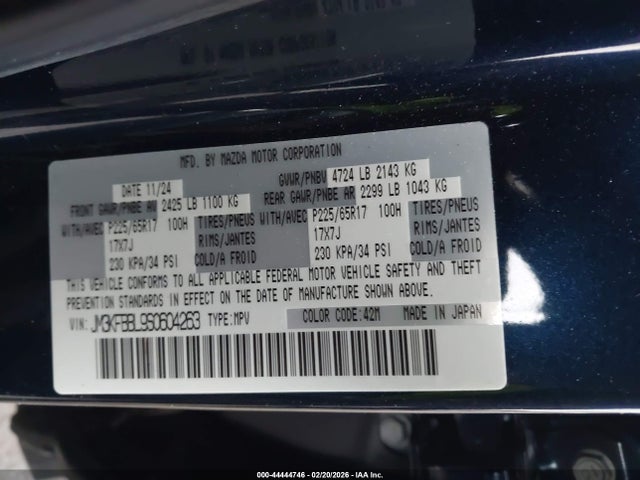 MFD. BY MAZDA MOTOR CORPORATION
DATE 11/24 GVWR/PNBV 4724 LB 2143 KG
FRONT GAWR/PNBE AR 2425 LB 1100 KG REAR GAWR/PNBE AR 2299 LB 1043 KG
WITH/AVEC P225/65R17 100H TIRES/PNEUS WITH/AVEC P225/65R17 100H TIRES/PNEUS
17X7J RIMS/JANTES 17X7J RIMS/JANTES
230 KPA/34 PSI COLD/A FROID 230 KPA/34 PSI COLD/A FROID
THIS VEHICLE CONFORMS TO ALL APPLICABLE FEDERAL MOTOR VEHICLE SAFETY AND THEFT
PREVENTION STANDARDS IN EFFECT ON THE DATE OF MANUFACTURE SHOWN ABOVE.
VIN: TYPE:MPV COLOR CODE:42M MADE IN JAPAN
000-44444746 - 02/20/2026 - IAA Inc.